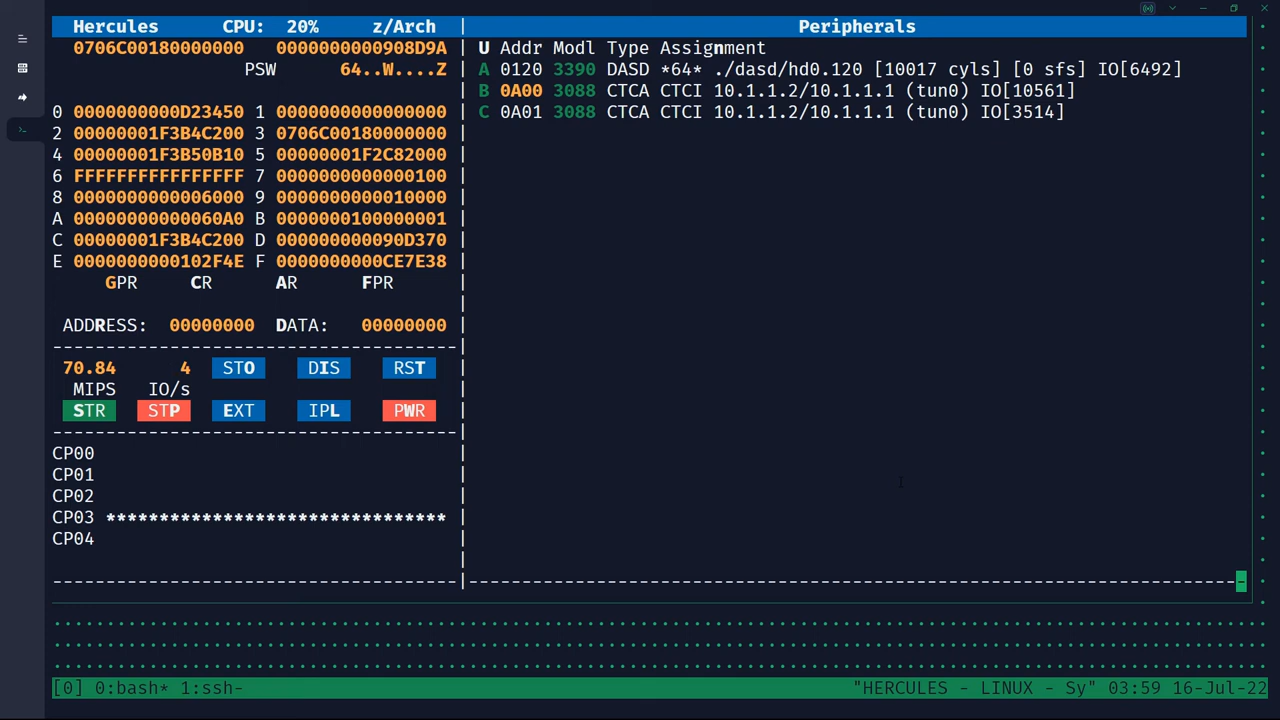 Hercules CPU: 20% z/Arch | Peripherals
0706C00180000000 0000000000908D9A | U Addr Modl Type Assignment
PSW 64..W....Z | A 0120 3390 DASD *64* ./dasd/hd0.120 [10017 cyls] [0 sfs] IO[6492]
| B 0A00 3088 CTCA CTCI 10.1.1.2/10.1.1.1 (tun0) IO[10561]
0 0000000000D23450 1 0000000000000000 | C 0A01 3088 CTCA CTCI 10.1.1.2/10.1.1.1 (tun0) IO[3514]
2 000000001F3B4C200 3 0706C00180000000 |
4 00000001F3B50B10 5 00000001F2C82000 |
6 FFFFFFFFFFFFFFFF 7 0000000000000100 |
8 0000000000006000 9 0000000000010000 |
A 00000000000060A0 B 0000000100000001 |
C 00000001F3B4C200 D 000000000090D370 |
E 0000000000102F4E F 0000000000CE7E38 |
GPR CR AR FPR |
|
ADDRESS: 00000000 DATA: 00000000 |
--------------------------------------|
70.84 4 STO DIS RST |
MIPS IO/s |
STR STP EXT IPL PWR |
--------------------------------------|
CP00 |
CP01 |
CP02 |
CP03 ******************************** |
CP04 |
|
--------------------------------------|-------------------------------------------------------------------------
[0] 0:bash* 1:ssh- "HERCULES - LINUX - Sy" 03:59 16-Jul-22